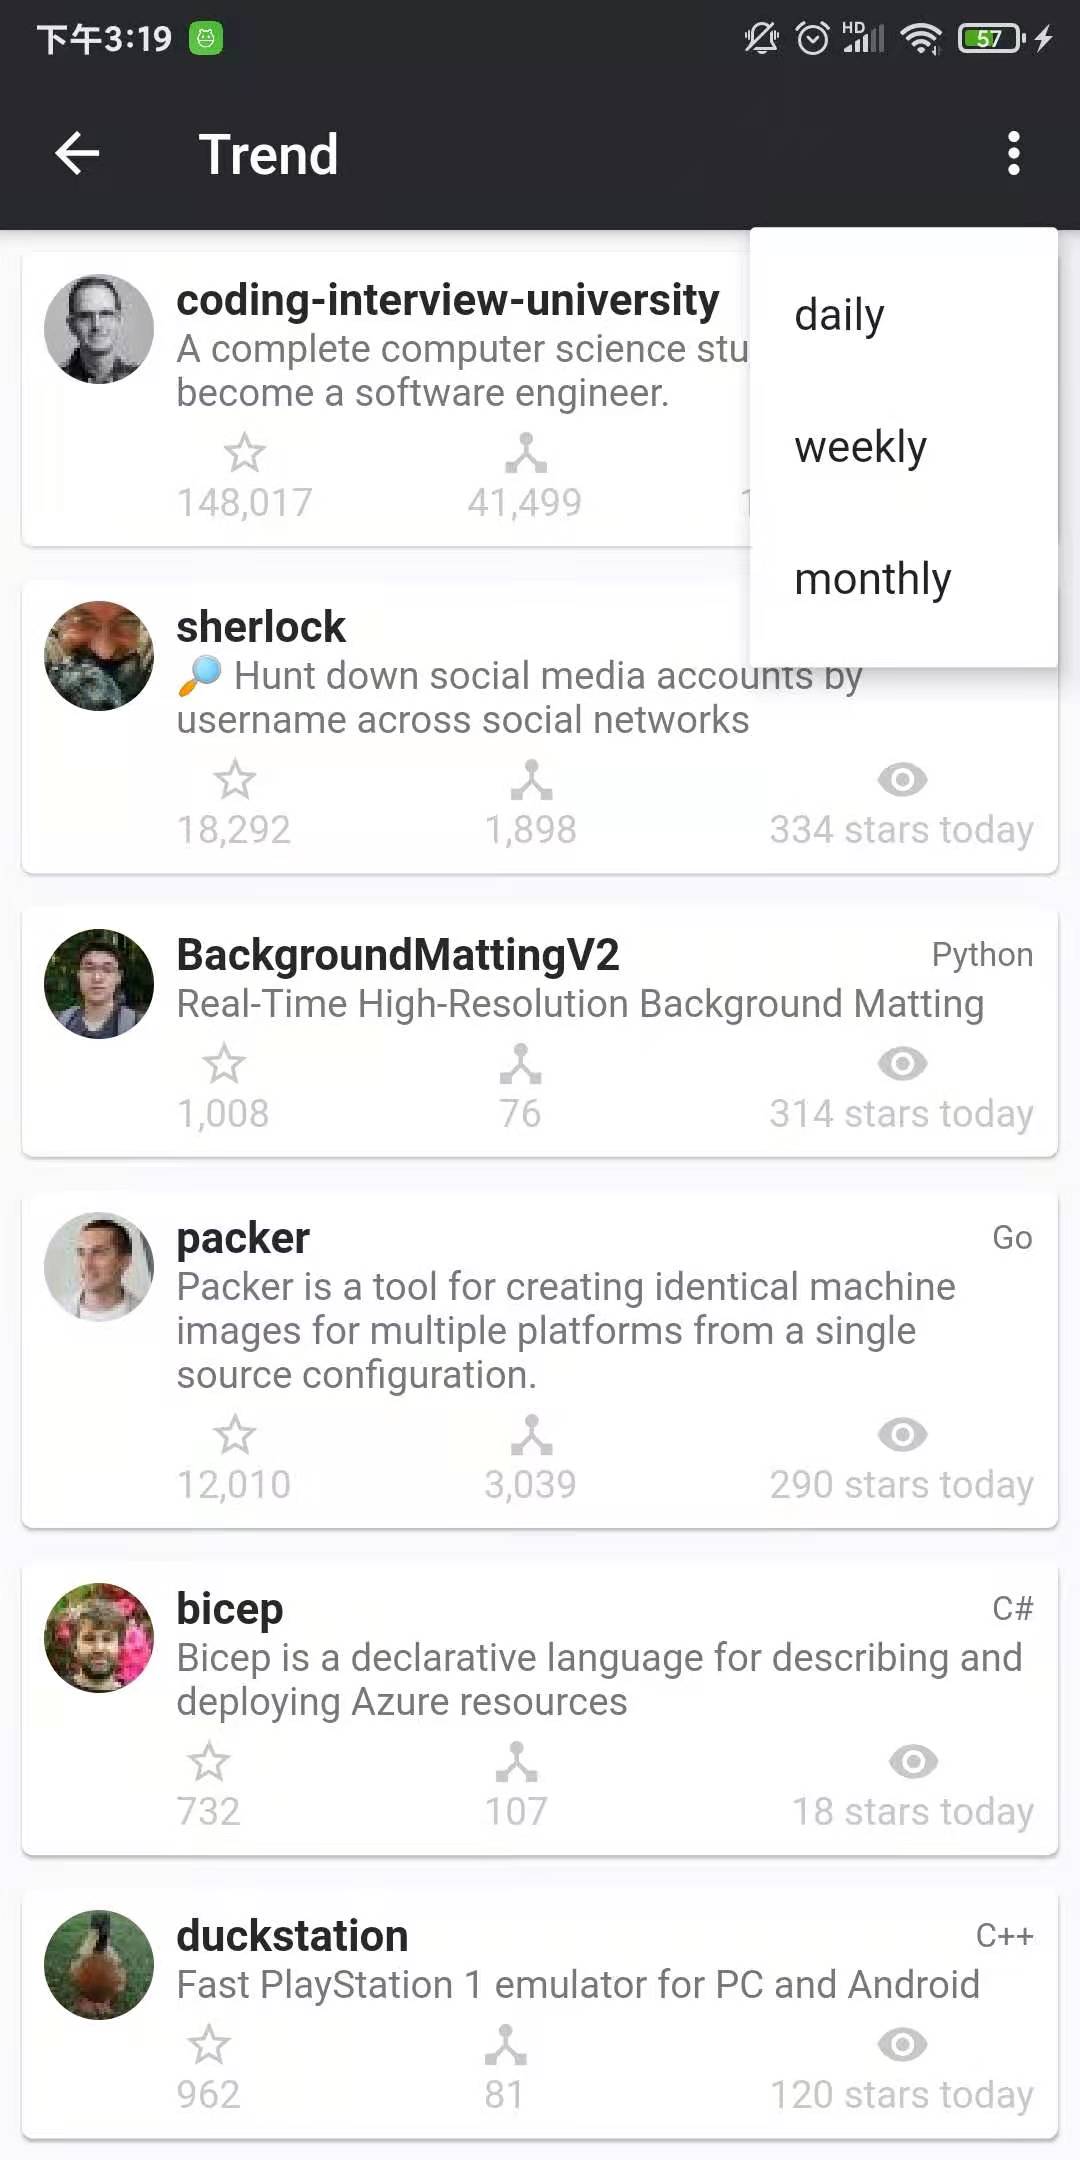 下午3:19
HD
57
Trend
daily
weekly
monthly
coding-interview-university
A complete computer science stu
become a software engineer.
148,017 41,499
sherlock
🔎 Hunt down social media accounts by
username across social networks
18,292 1,898 334 stars today
BackgroundMattingV2 Python
Real-Time High-Resolution Background Matting
1,008 76 314 stars today
packer Go
Packer is a tool for creating identical machine
images for multiple platforms from a single
source configuration.
12,010 3,039 290 stars today
bicep C#
Bicep is a declarative language for describing and
deploying Azure resources
732 107 18 stars today
duckstation C++
Fast PlayStation 1 emulator for PC and Android
962 81 120 stars today